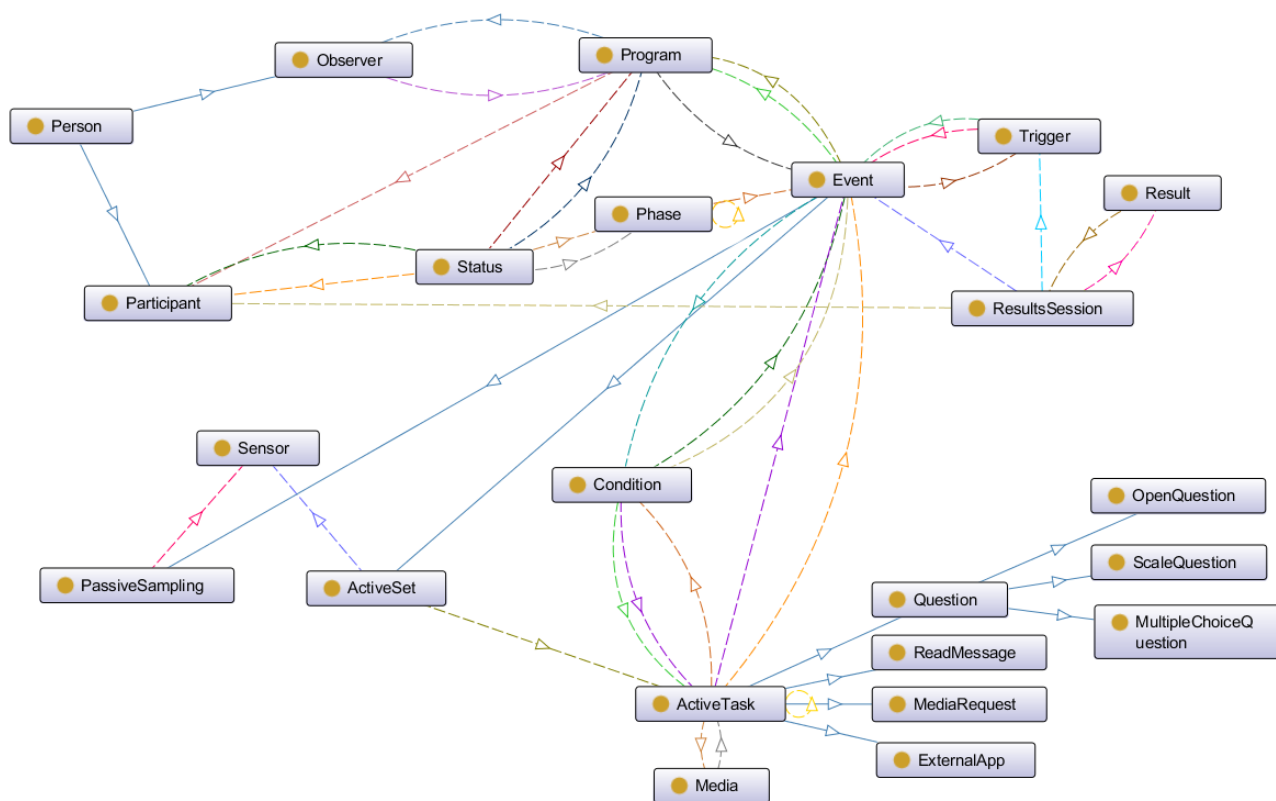 Observer
Program
Person
Trigger
Event
Result
Phase
Status
Participant
ResultsSession
Sensor
Condition
OpenQuestion
ScaleQuestion
PassiveSampling
ActiveSet
Question
MultipleChoiceQ
uestion
ReadMessage
ActiveTask
MediaRequest
ExternalApp
Media